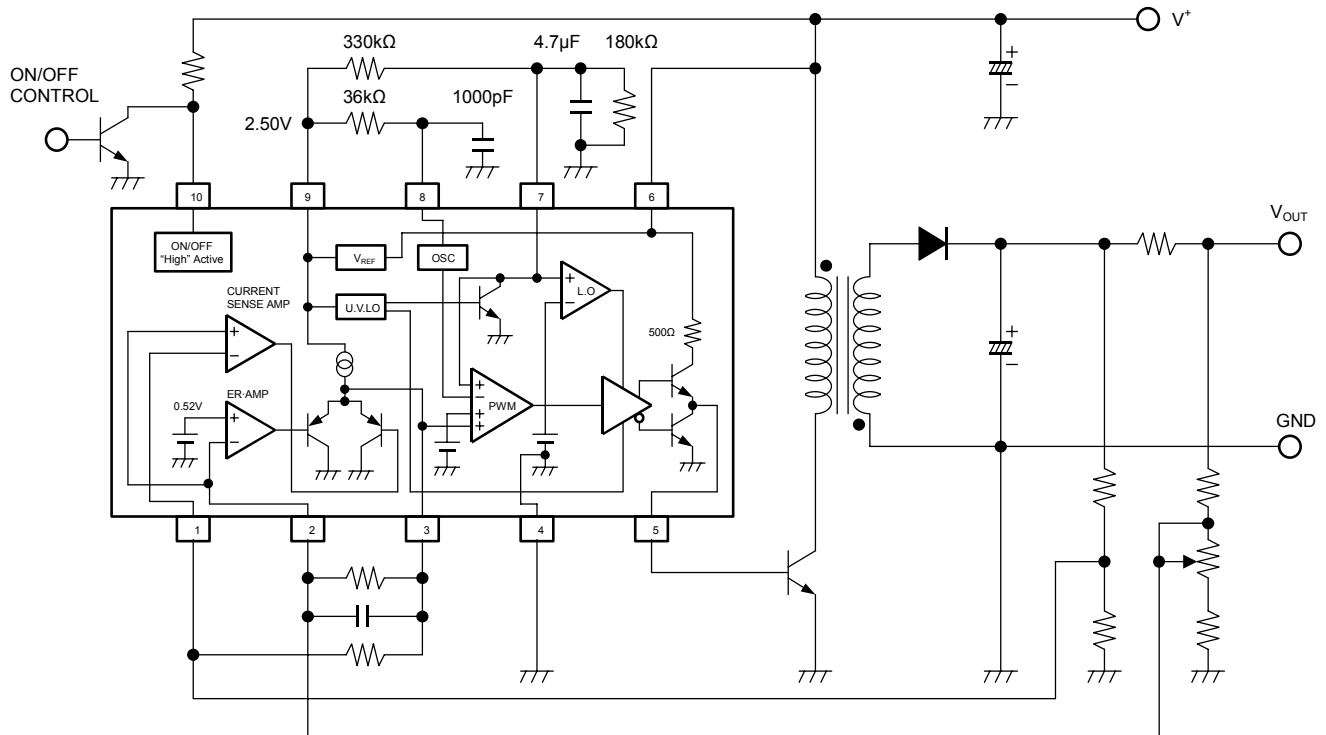 V+
330kΩ
4.7µF
180kΩ
ON/OFF
CONTROL
36kΩ
1000pF
2.50V
+
−
10
9
8
7
6
ON/OFF
"High" Active
VREF
OSC
VOUT
U.V.LO
+
−
L.O
CURRENT
SENSE AMP
+
−
500Ω
+
−
ER·AMP
0.52V
+
−
+
−
+
+
PWM
GND
1
2
3
4
5